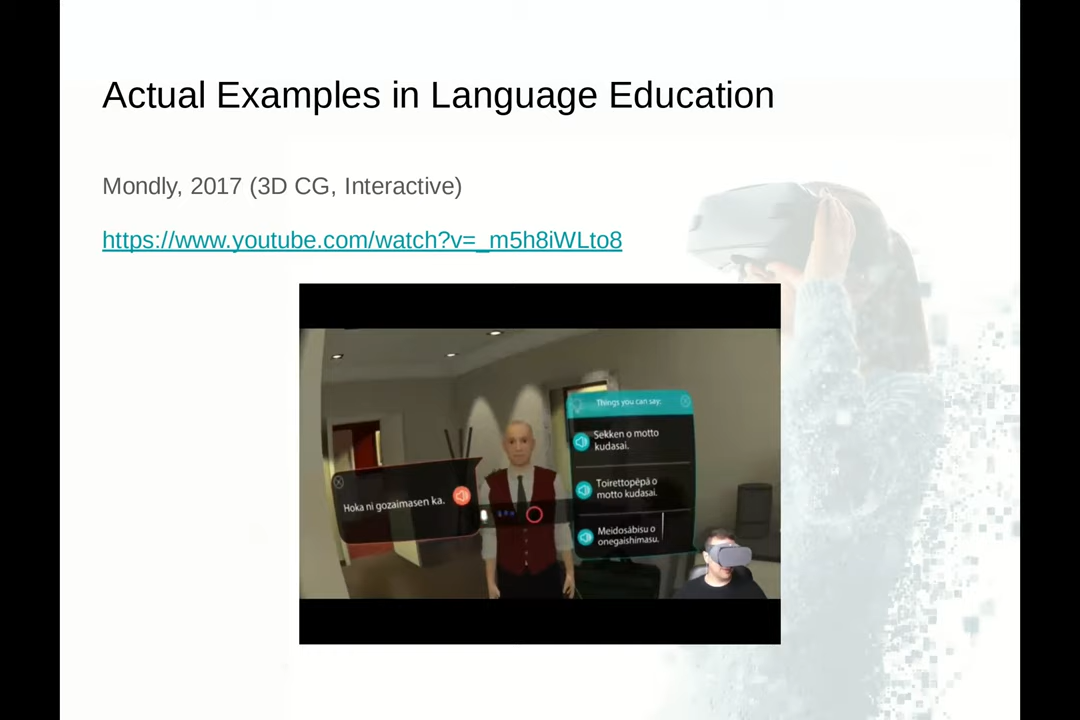 Actual Examples in Language Education
Mondly, 2017 (3D CG, Interactive)
https://www.youtube.com/watch?v=_m5h8iWLto8
Hoka ni gozaimasen ka.
Things you can say:
Sekken o motto
kudasai.
Toirettopēpā o
motto kudasai.
Meidosābisu o
onegaishimasu.